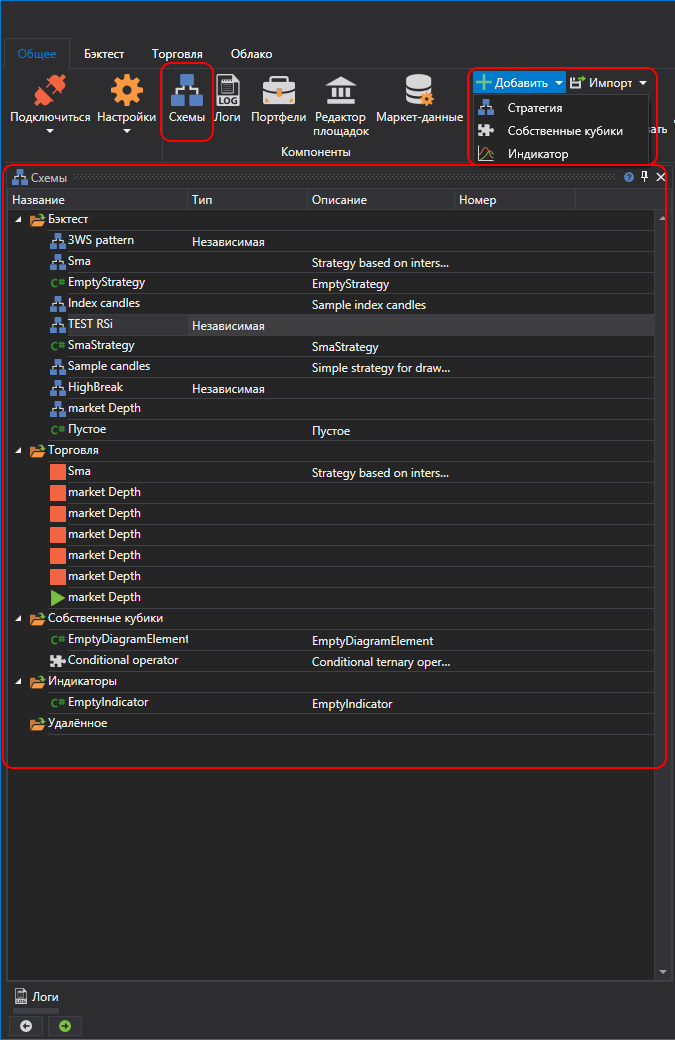 Общее Бэктест Торговля Облако
Добавить Импорт
Стратегия
LOG
Подключиться Настройки Схемы Логи Портфели Редактор площадок Маркет-данные
Собственные кубики
вать
Компоненты
Индикатор
Схемы
Название Тип Описание Номер
Бэктест
3WS pattern Независимая
Sma Strategy based on inters...
C# EmptyStrategy EmptyStrategy
Index candles Sample index candles
TEST RSi Независимая
C# SmaStrategy SmaStrategy
Sample candles Simple strategy for draw...
HighBreak Независимая
market Depth
C# Пустое Пустое
Торговля
Sma Strategy based on inters...
market Depth
market Depth
market Depth
market Depth
market Depth
market Depth
Собственные кубики
C# EmptyDiagramElement EmptyDiagramElement
Conditional operator Conditional ternary oper...
Индикаторы
C# EmptyIndicator EmptyIndicator
Удалённое
Логи